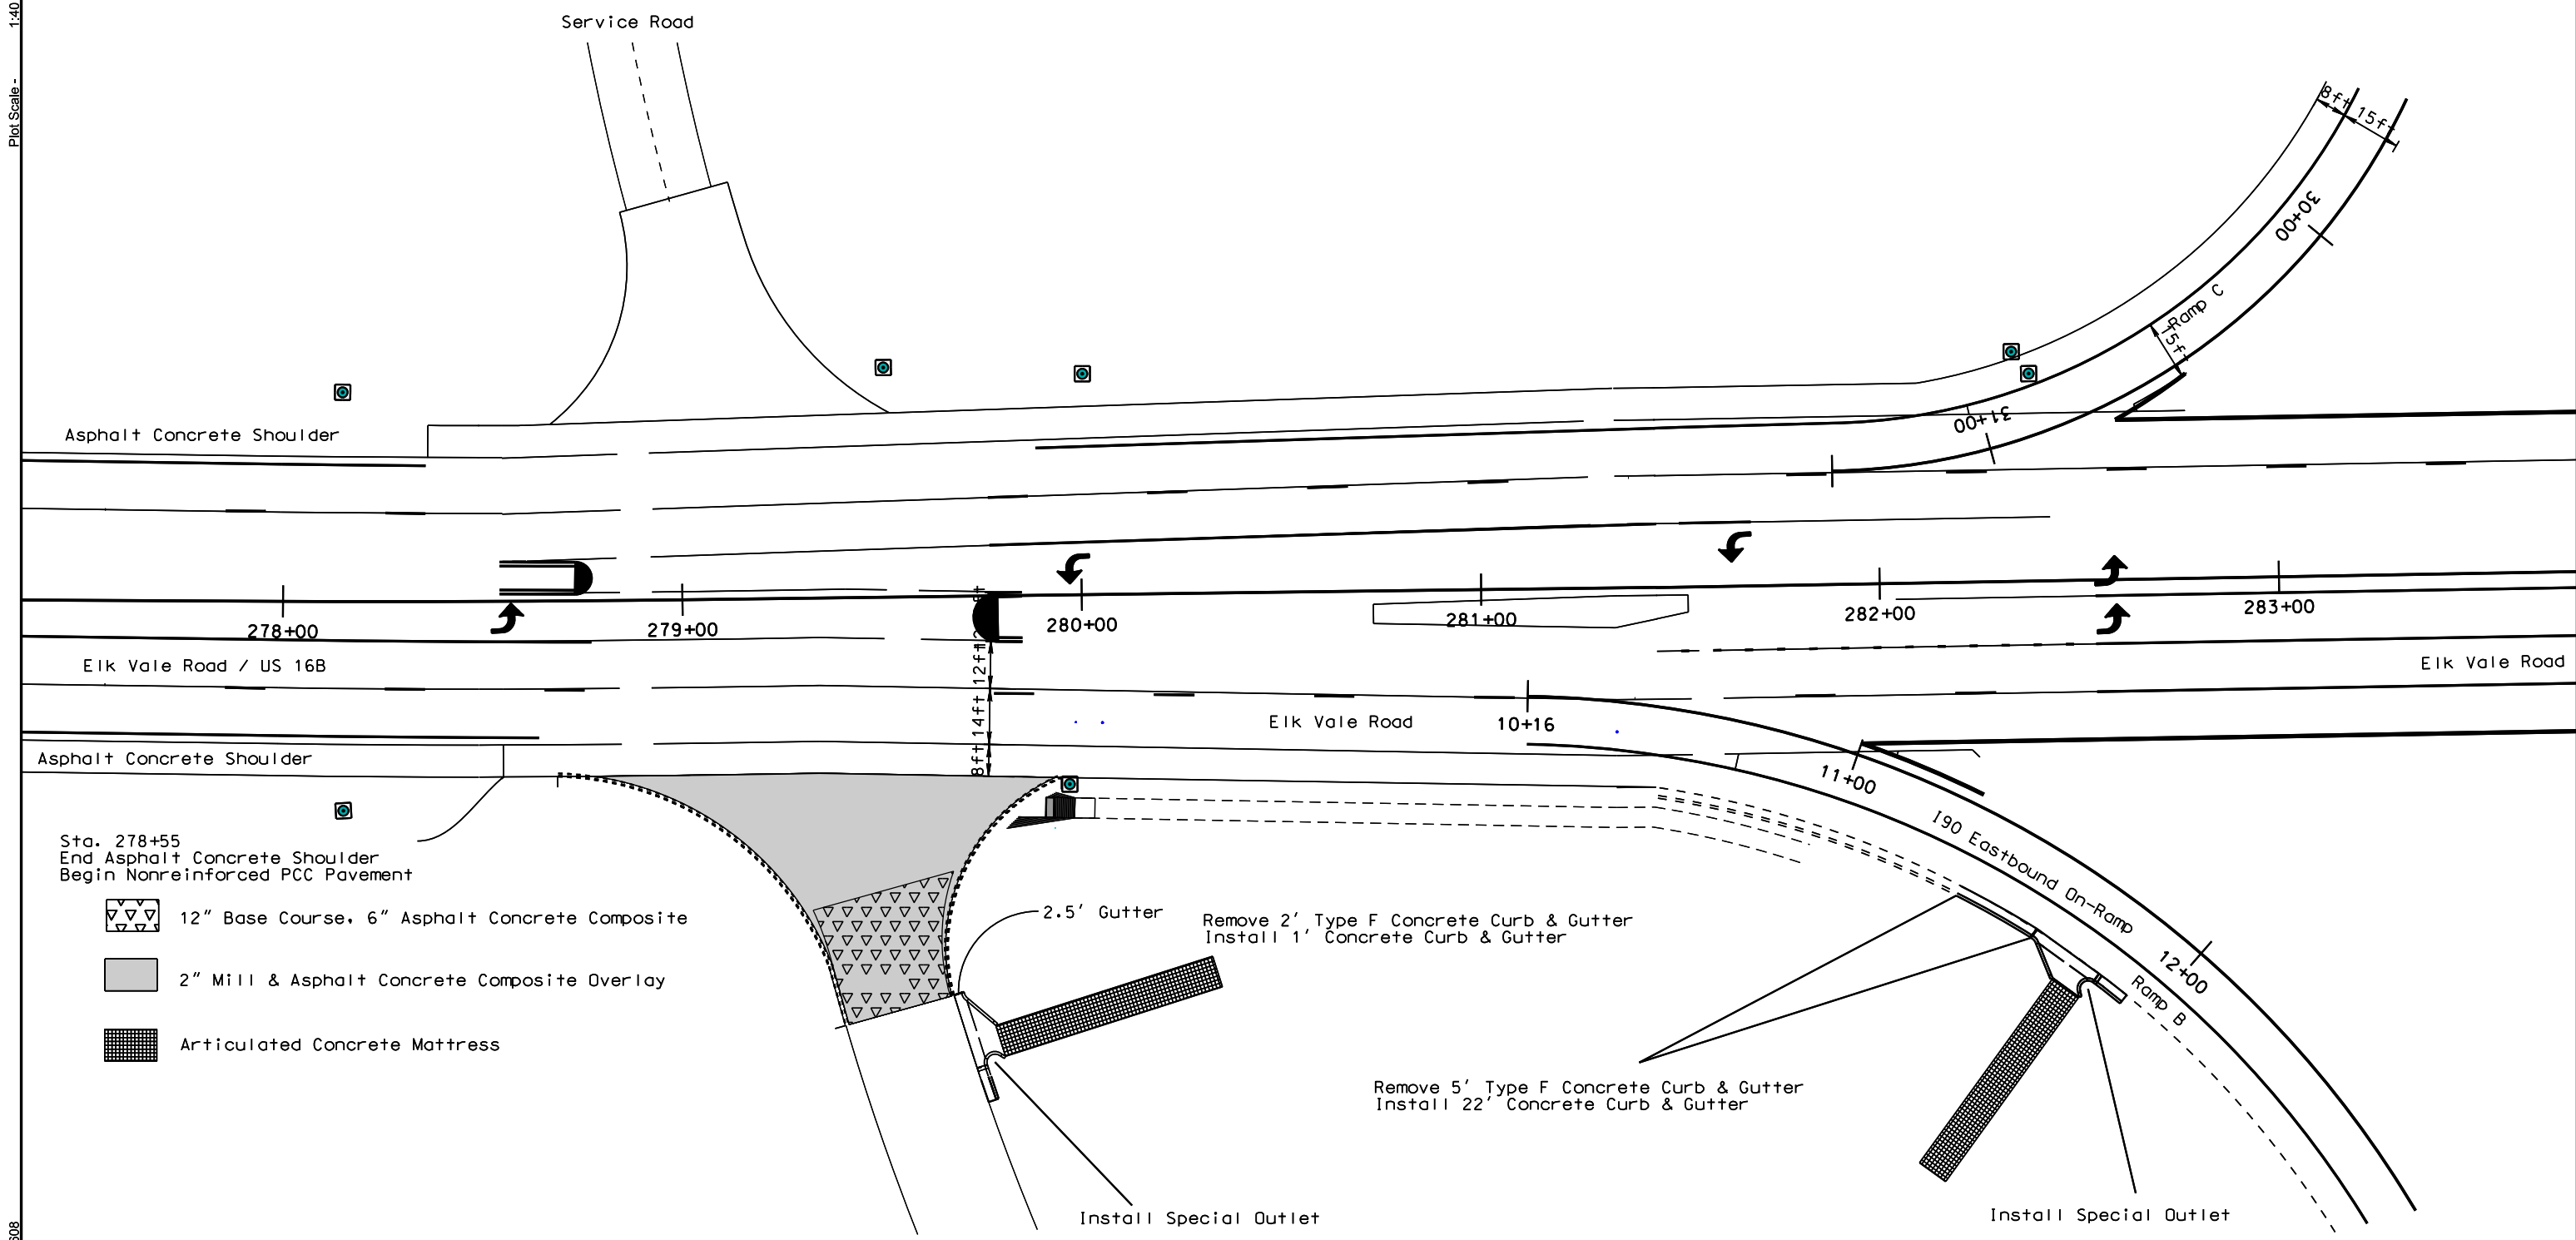 Plot Scale - 1:40
Service Road
8ft
15ft
30+00
Ramp C
15ft
31+00
Asphalt Concrete Shoulder
278+00
279+00
280+00
281+00
282+00
283+00
Elk Vale Road / US 16B
Elk Vale Road
12ft
14ft
8ft
Elk Vale Road
10+16
Asphalt Concrete Shoulder
11+00
I90 Eastbound On-Ramp
12+00
Ramp B
Sta. 278+55
End Asphalt Concrete Shoulder
Begin Nonreinforced PCC Pavement
12" Base Course, 6" Asphalt Concrete Composite
2" Mill & Asphalt Concrete Composite Overlay
Articulated Concrete Mattress
2.5' Gutter
Remove 2' Type F Concrete Curb & Gutter
Install 1' Concrete Curb & Gutter
Remove 5' Type F Concrete Curb & Gutter
Install 22' Concrete Curb & Gutter
Install Special Outlet
Install Special Outlet